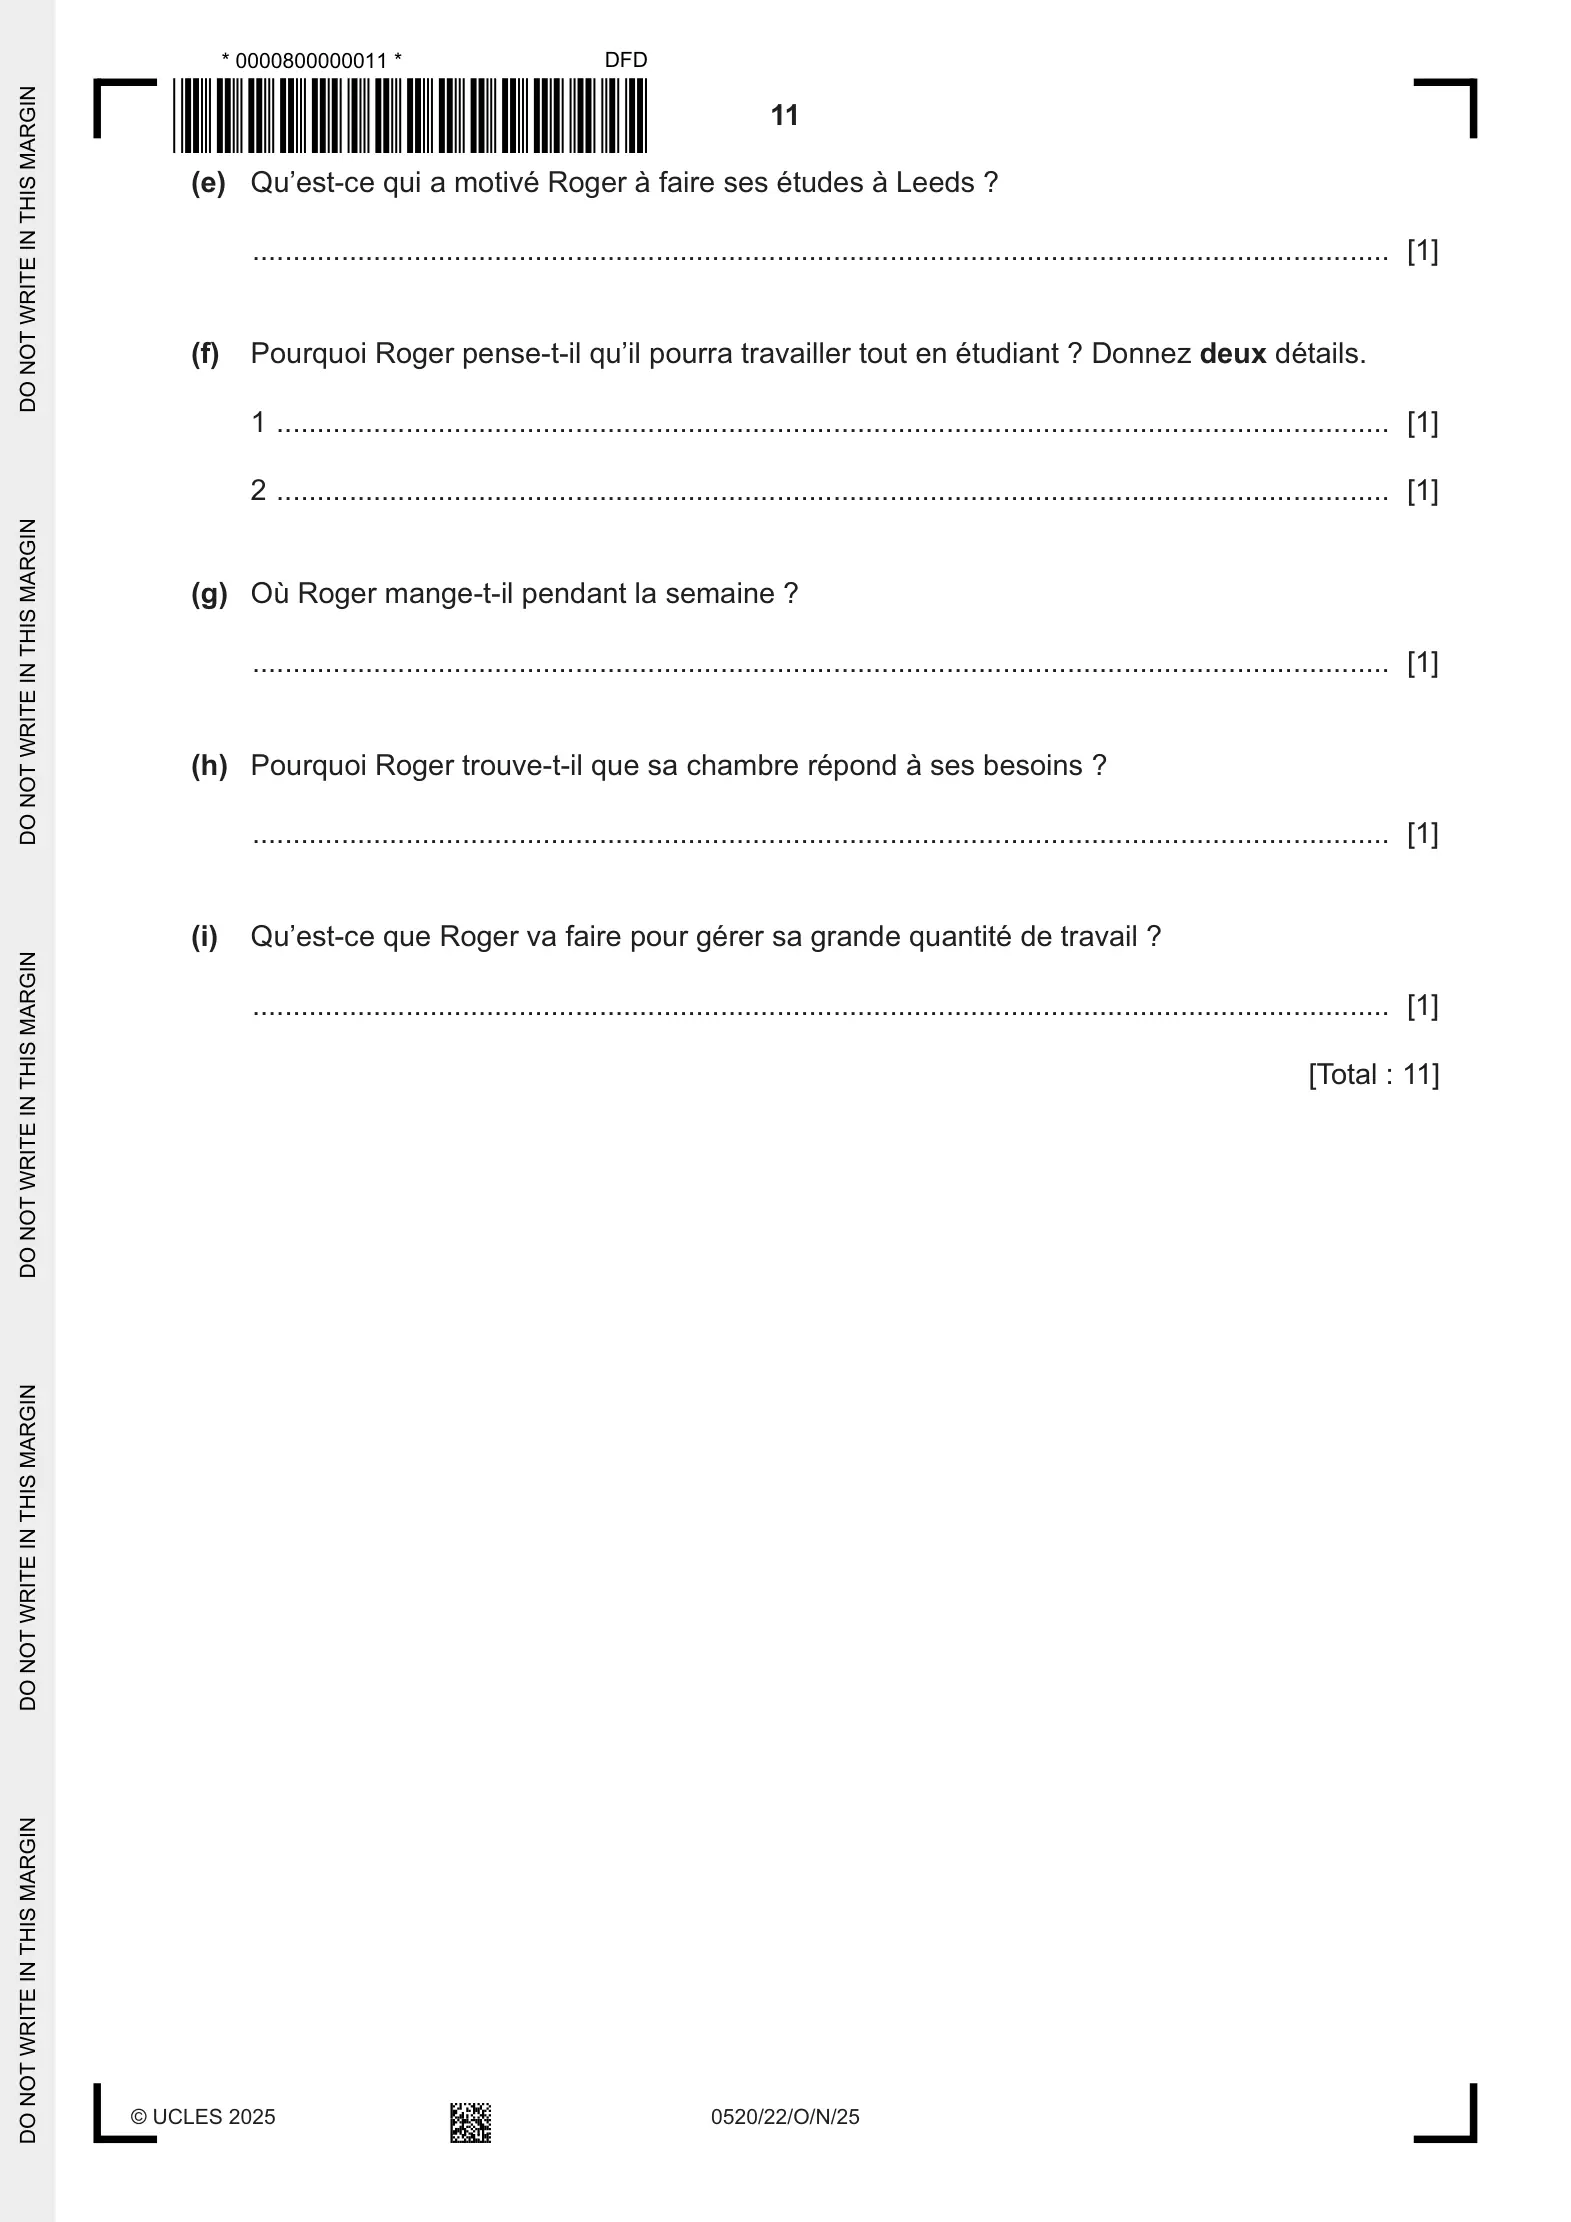 * 0000800000011 *
DFD
11
(e) Qu’est-ce qui a motivé Roger à faire ses études à Leeds ?
.......................................................................................................................................... [1]
(f) Pourquoi Roger pense-t-il qu’il pourra travailler tout en étudiant ? Donnez deux détails.
1 ....................................................................................................................................... [1]
2 ....................................................................................................................................... [1]
(g) Où Roger mange-t-il pendant la semaine ?
.......................................................................................................................................... [1]
(h) Pourquoi Roger trouve-t-il que sa chambre répond à ses besoins ?
.......................................................................................................................................... [1]
(i) Qu’est-ce que Roger va faire pour gérer sa grande quantité de travail ?
.......................................................................................................................................... [1]
[Total : 11]
© UCLES 2025
0520/22/O/N/25
DO NOT WRITE IN THIS MARGIN
DO NOT WRITE IN THIS MARGIN
DO NOT WRITE IN THIS MARGIN
DO NOT WRITE IN THIS MARGIN
DO NOT WRITE IN THIS MARGIN